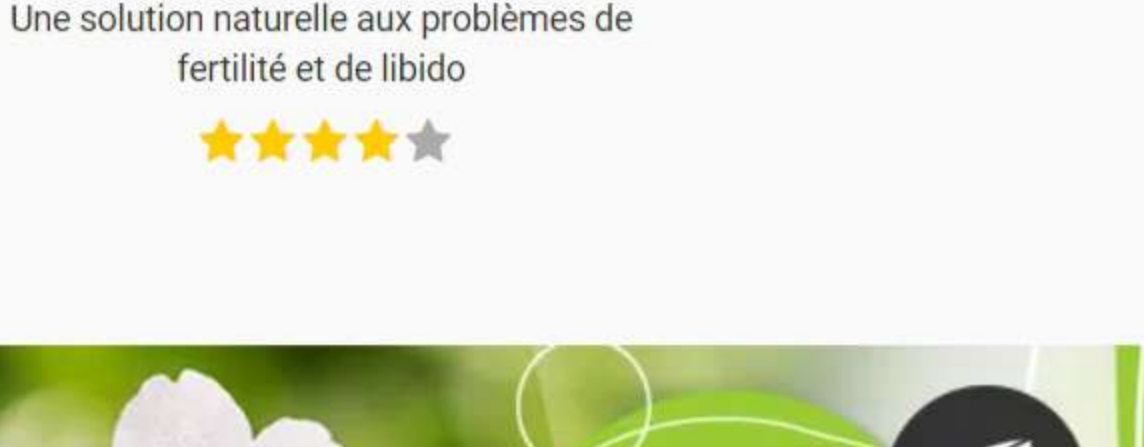 Une solution naturelle aux problèmes de
fertilité et de libido